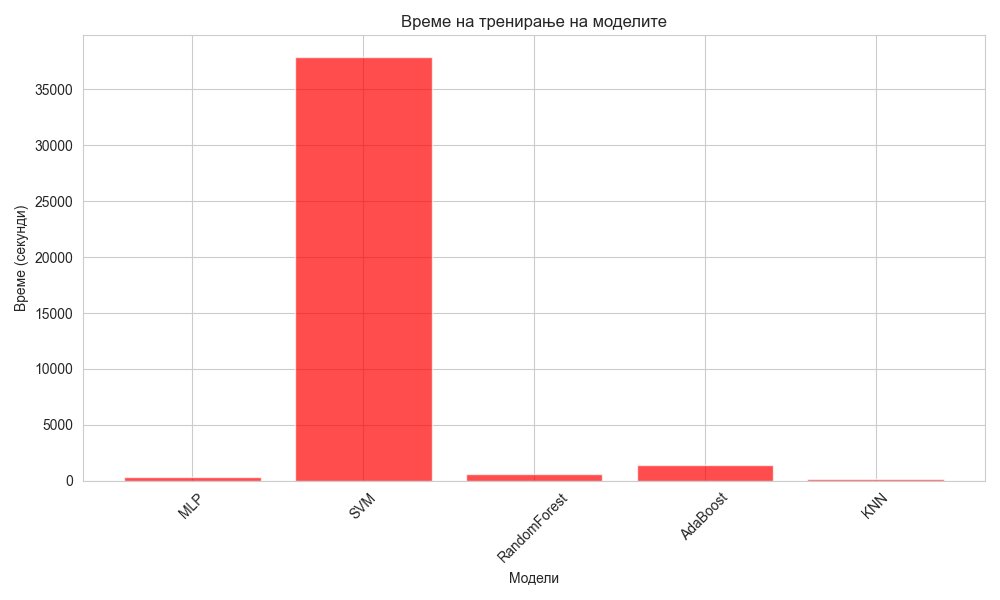 Време на тренирање на моделите
Време (секунди)
35000
30000
25000
20000
15000
10000
5000
0
MLP
SVM
RandomForest
AdaBoost
KNN
Модели